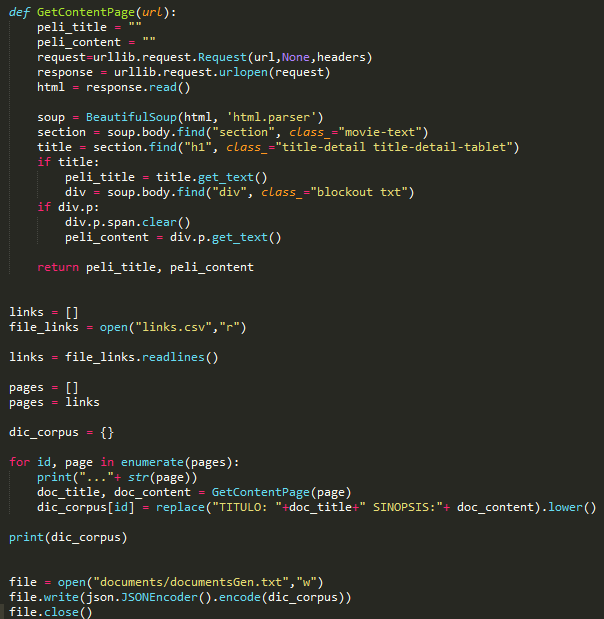 def GetContentPage(url):
    peli_title = ""
    peli_content = ""
    request=urllib.request.Request(url,None,headers)
    response = urllib.request.urlopen(request)
    html = response.read()

    soup = BeautifulSoup(html, 'html.parser')
    section = soup.body.find("section", class_="movie-text")
    title = section.find("h1", class_="title-detail title-detail-tablet")
    if title:
        peli_title = title.get_text()
        div = soup.body.find("div", class_="blockout txt")
    if div.p:
        div.p.span.clear()
        peli_content = div.p.get_text()

    return peli_title, peli_content


links = []
file_links = open("links.csv","r")

links = file_links.readlines()

pages = []
pages = links

dic_corpus = {}

for id, page in enumerate(pages):
    print("..."+ str(page))
    doc_title, doc_content = GetContentPage(page)
    dic_corpus[id] = replace("TITULO: "+doc_title+" SINOPSIS:"+ doc_content).lower()

print(dic_corpus)


file = open("documents/documentsGen.txt","w")
file.write(json.JSONEncoder().encode(dic_corpus))
file.close()